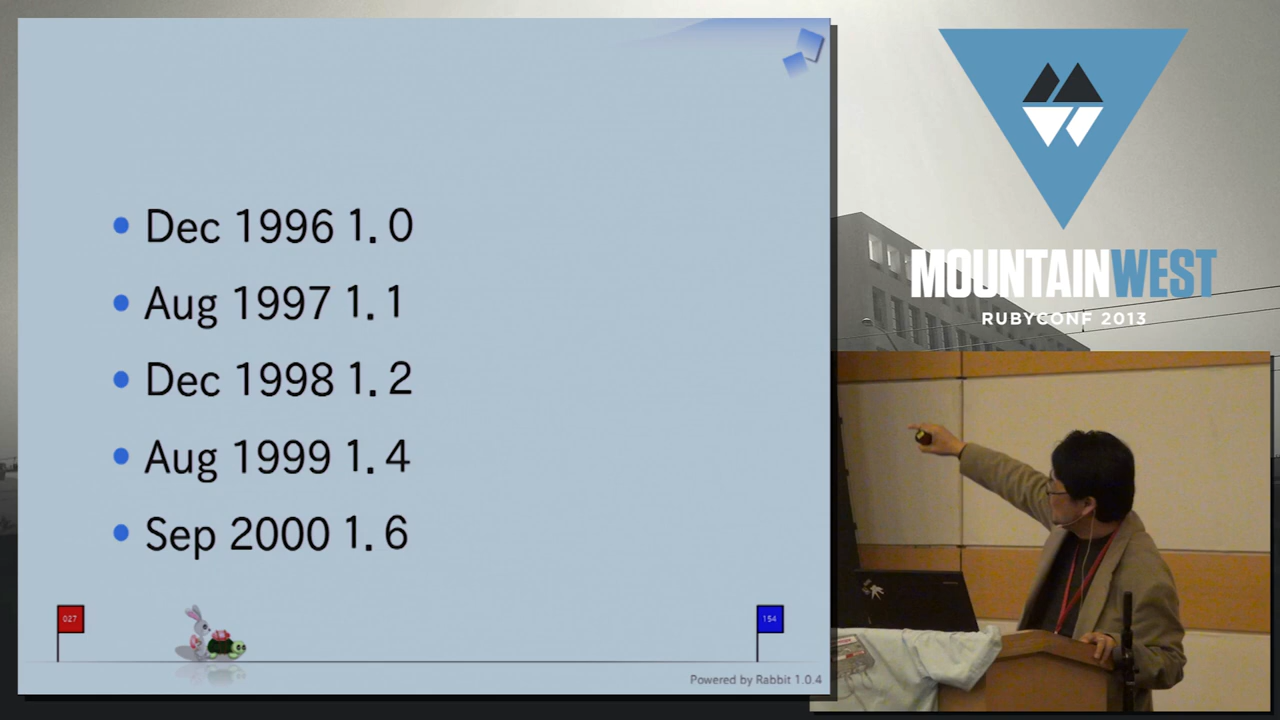 Dec 1996 1.0
Aug 1997 1.1
Dec 1998 1.2
Aug 1999 1.4
Sep 2000 1.6
027
154
Powered by Rabbit 1.0.4
MOUNTAINWEST
RUBYCONF 2013